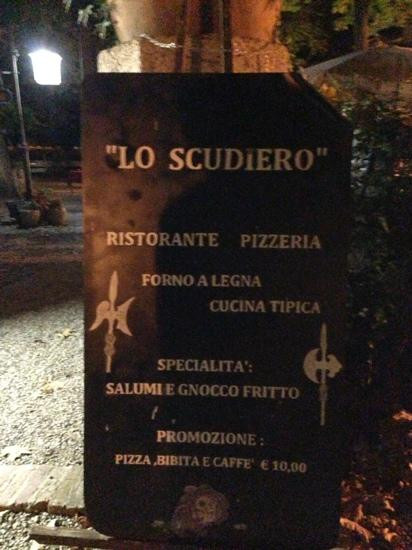 "LO SCUDiERO"
RISTORANTE PIZZERIA
FORNO A LEGNA
CUCINA TIPICA
SPECIALITA':
SALUMI E GNOCCO FRITTO
PROMOZIONE :
PIZZA ,BIBITA E CAFFE' € 10,00